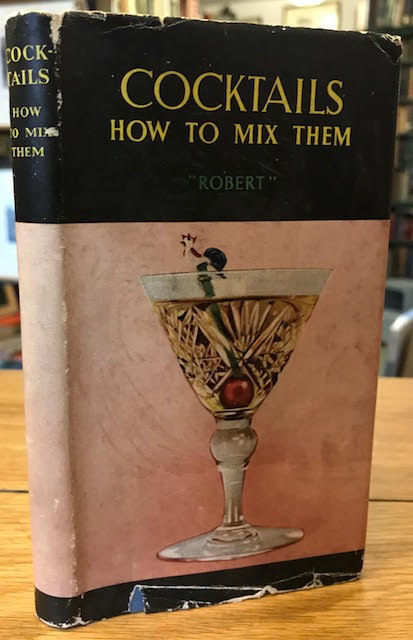 COCK-
TAILS
HOW
TO MIX
THEM
COCKTAILS
HOW TO MIX THEM
"ROBERT"